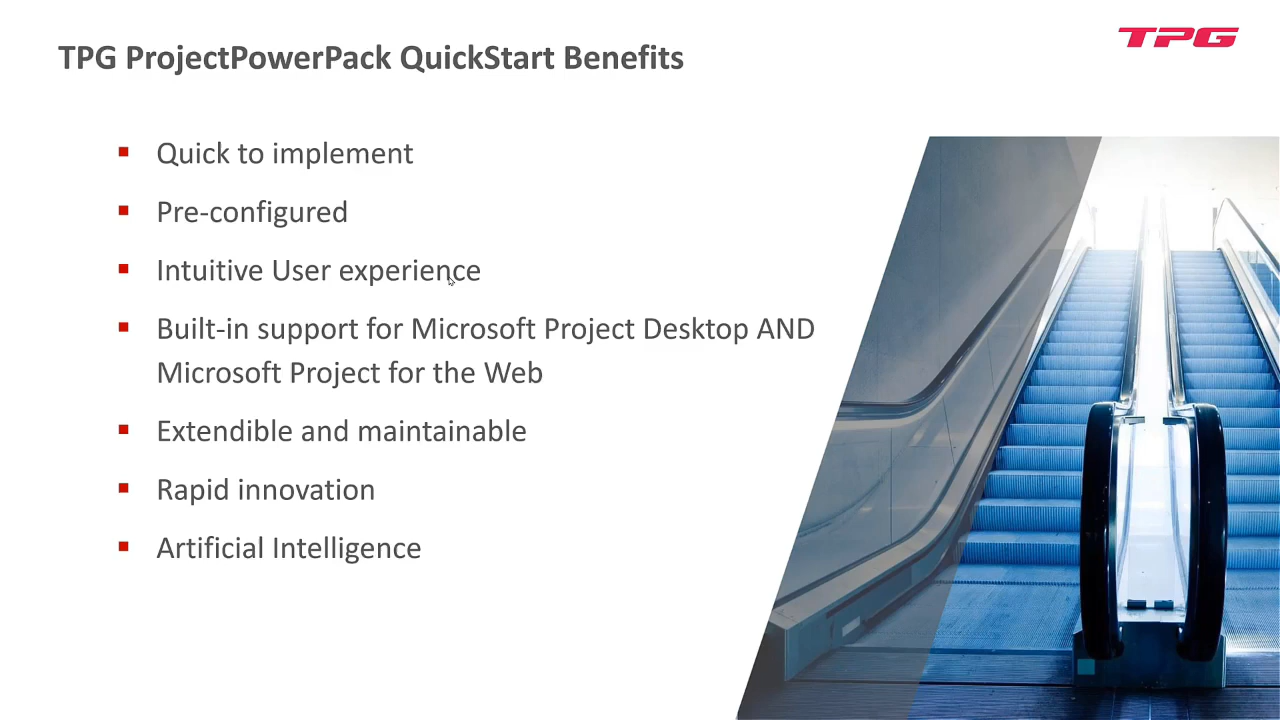 TPG ProjectPowerPack QuickStart Benefits
TPG
Quick to implement
Pre-configured
Intuitive User experience
Built-in support for Microsoft Project Desktop AND
Microsoft Project for the Web
Extendible and maintainable
Rapid innovation
Artificial Intelligence